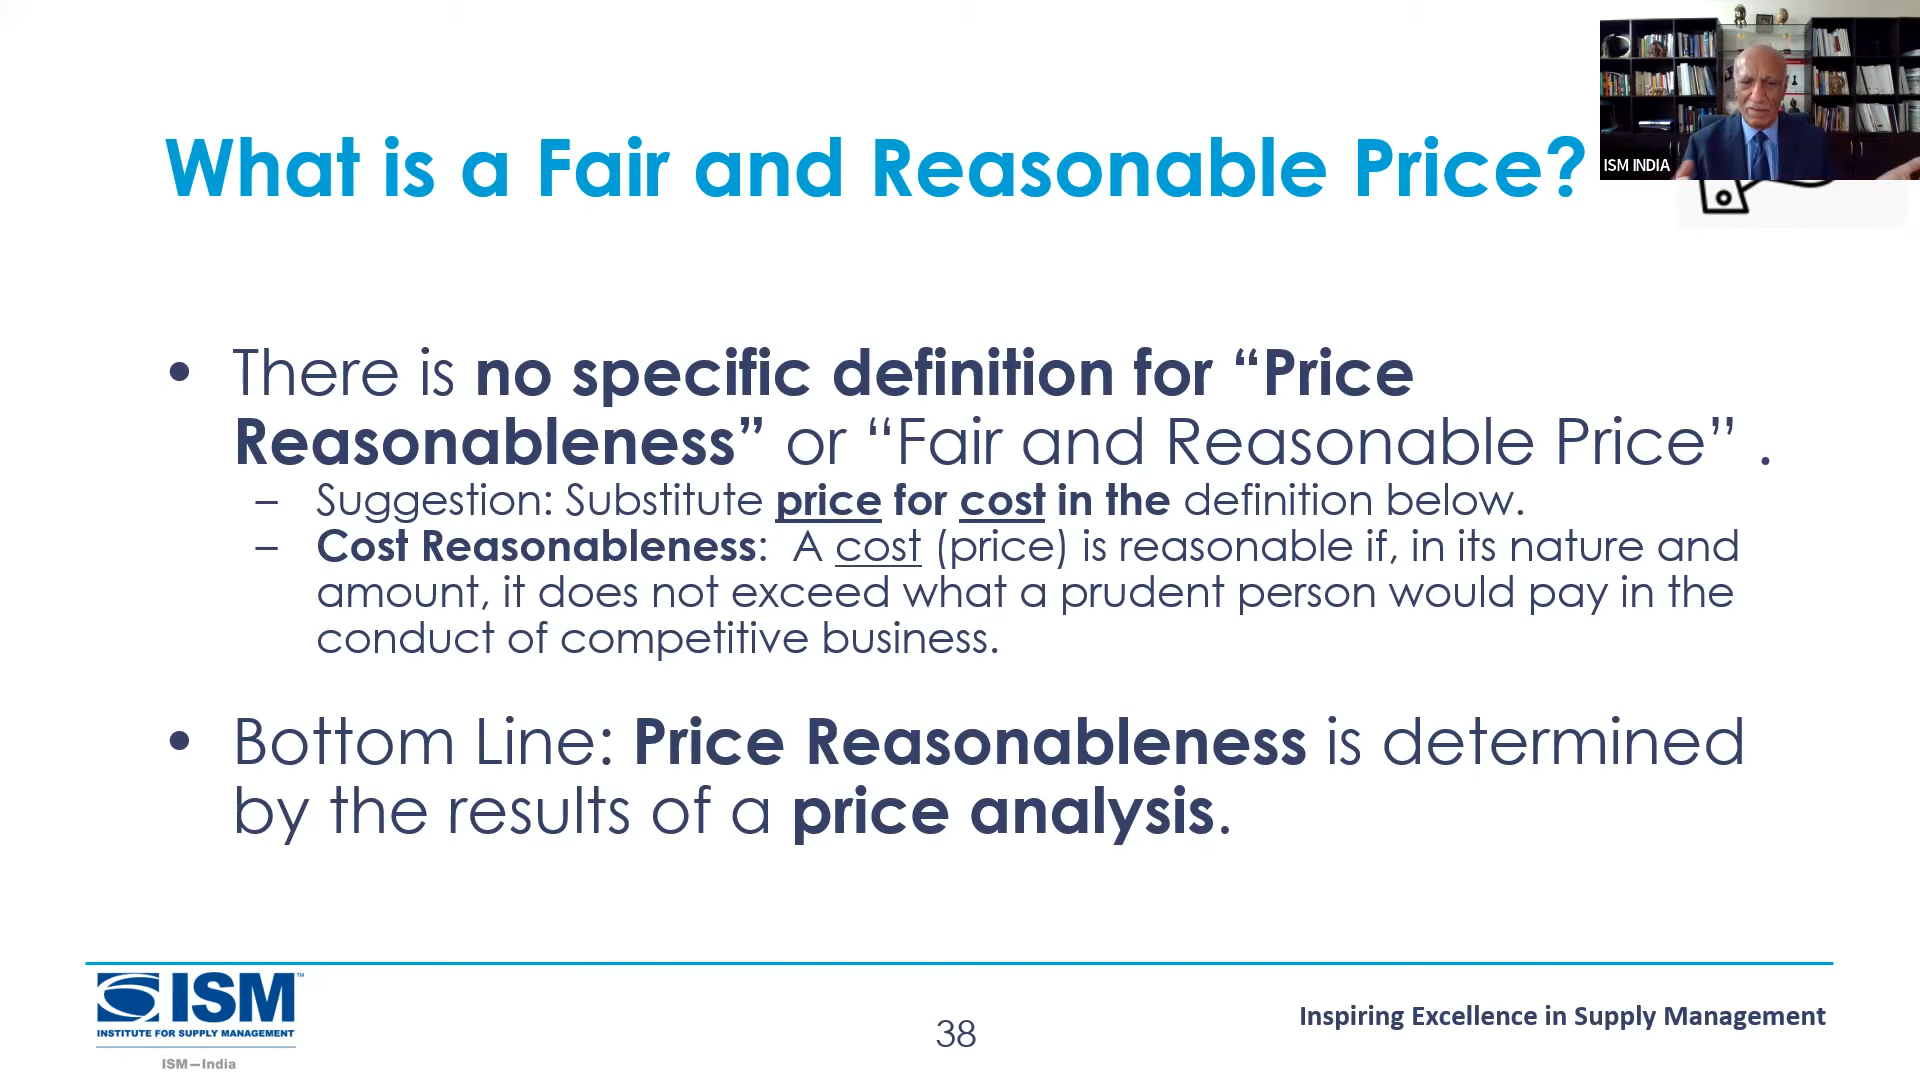 What is a Fair and Reasonable Price?
ISM INDIA
• There is no specific definition for “Price
Reasonableness” or “Fair and Reasonable Price” .
– Suggestion: Substitute price for cost in the definition below.
– Cost Reasonableness: A cost (price) is reasonable if, in its nature and
amount, it does not exceed what a prudent person would pay in the
conduct of competitive business.
• Bottom Line: Price Reasonableness is determined
by the results of a price analysis.
ISM™
INSTITUTE FOR SUPPLY MANAGEMENT
ISM—India
38
Inspiring Excellence in Supply Management